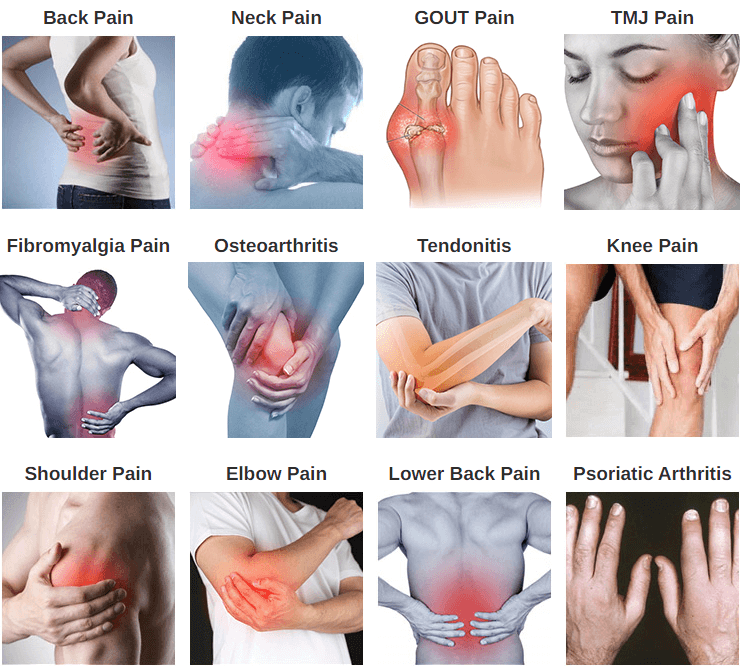 Back Pain
Neck Pain
GOUT Pain
TMJ Pain
Fibromyalgia Pain
Osteoarthritis
Tendonitis
Knee Pain
Shoulder Pain
Elbow Pain
Lower Back Pain
Psoriatic Arthritis